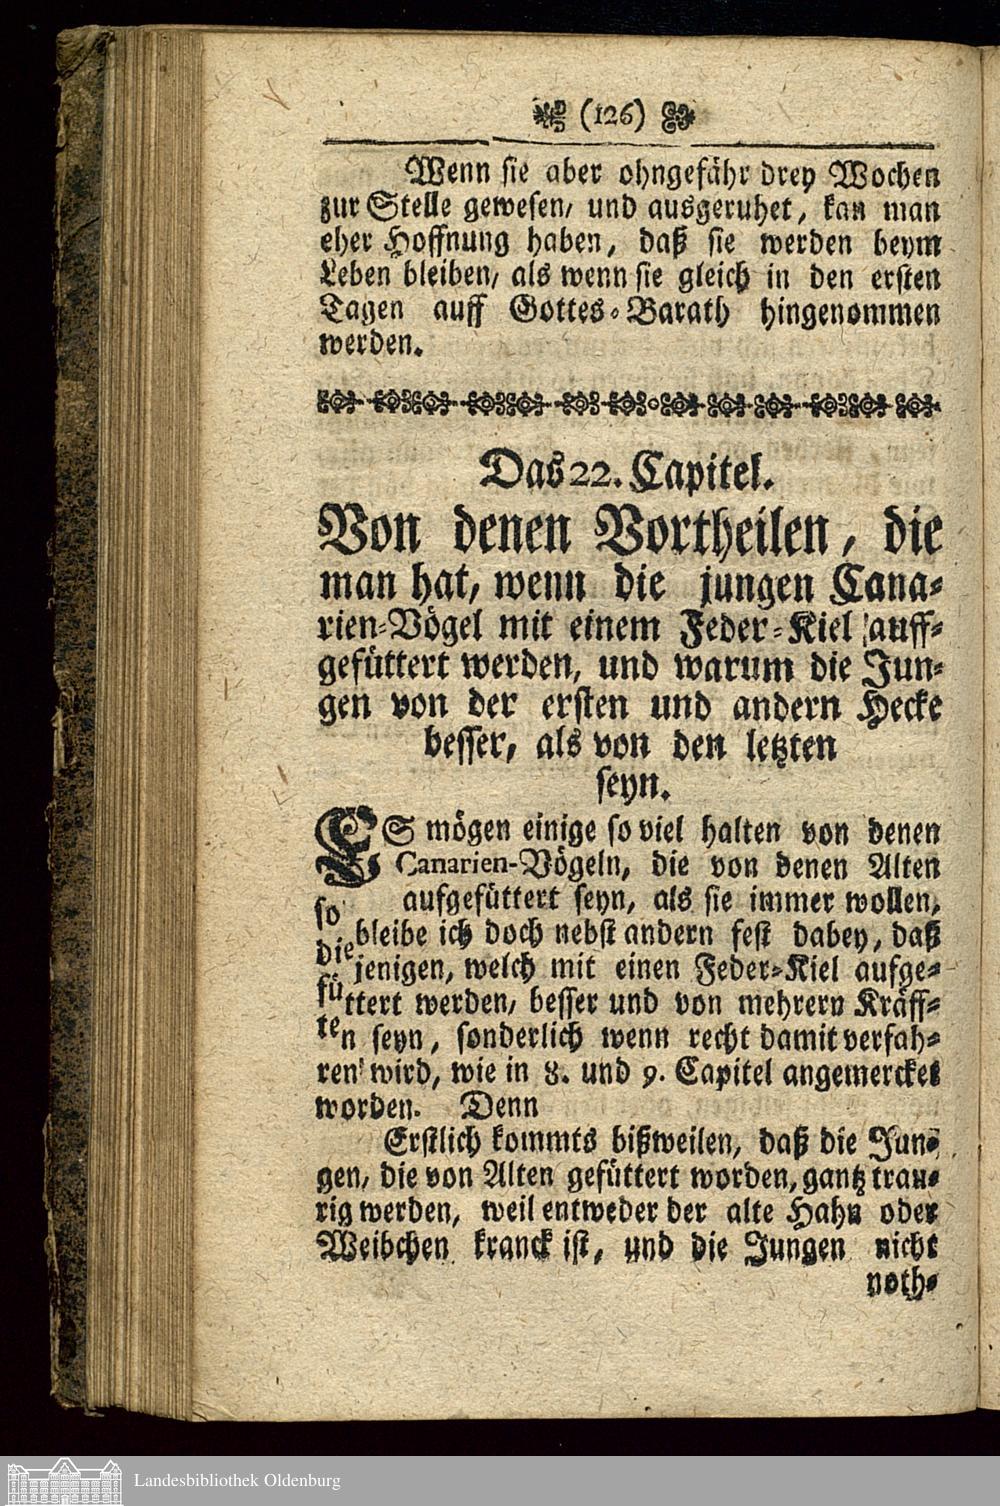 (126)
Wenn sie aber ohngefähr drey Wochen
zur Stelle gewesen, und ausgeruhet, kan man
eher Hoffnung haben, daß sie werden beym
Leben bleiben, als wenn sie gleich in den ersten
Tagen auff Gottes-Barath hingenommen
werden.
Das 22. Capitel.
Von denen Vortheilen, die
man hat, wenn die jungen Cana-
rien-Vögel mit einem Feder-Kiel auff-
gefüttert werden, und warum die Jun-
gen von der ersten und andern Hecke
besser, als von den letzten
seyn.
ES mögen einige so viel halten von denen
Canarien-Vögeln, die von denen Alten
aufgefüttert seyn, als sie immer wollen,
so bleibe ich doch nebst andern fest dabey, daß
diejenigen, welch mit einen Feder-Kiel aufge-
füttert werden, besser und von mehrern Kräff-
ten seyn, sonderlich wenn recht damit verfah-
ren wird, wie in 8. und 9. Capitel angemercket
worden. Denn
Erstlich kommts bißweilen, daß die Jun-
gen, die von Alten gefüttert worden, gantz trau-
rig werden, weil entweder der alte Hahn oder
Weibchen kranck ist, und die Jungen nicht
noth-
Landesbibliothek Oldenburg